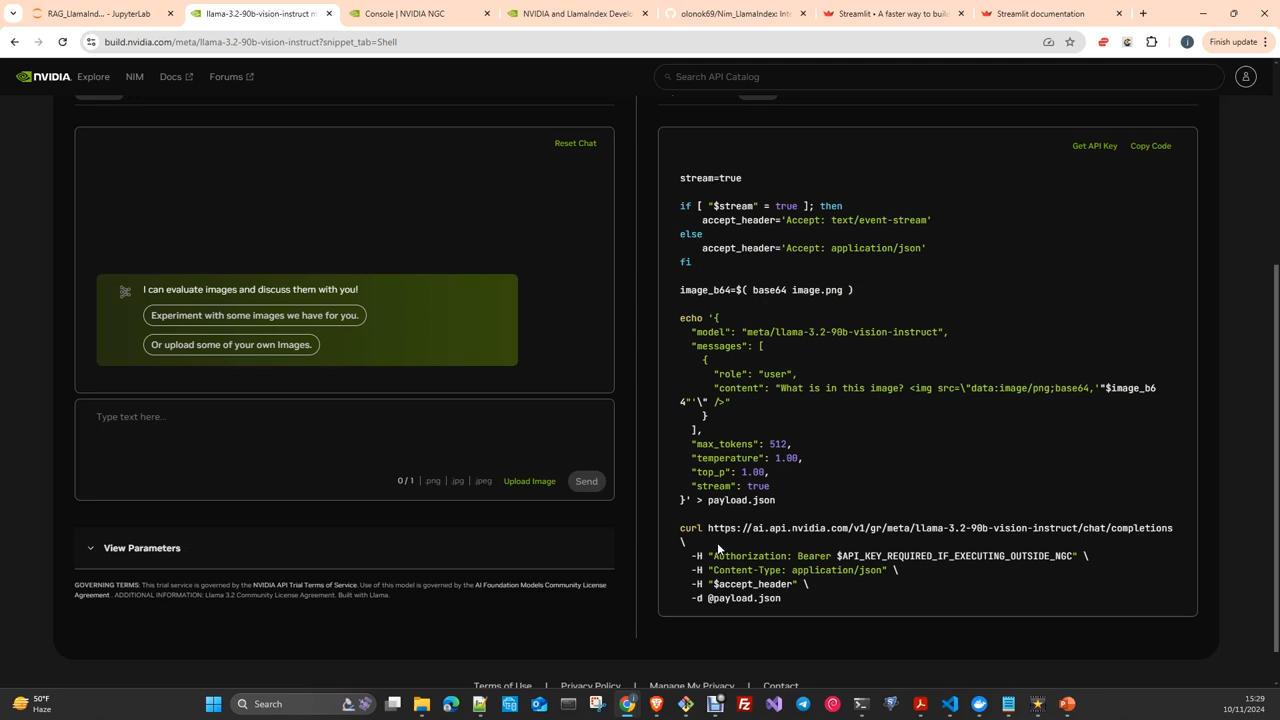 RAG_LlamaInd... - JupyterLab
llama-3.2-90b-vision-instruct m
Console | NVIDIA NGC
NVIDIA and LlamaIndex Develo
olonok69/Nim_LlamaIndex: Inte
Streamlit • A faster way to buil
Streamlit documentation
build.nvidia.com/meta/llama-3.2-90b-vision-instruct?snippet_tab=Shell
Finish update
NVIDIA
Explore
NIM
Docs
Forums
Search API Catalog
Reset Chat
I can evaluate images and discuss them with you!
Experiment with some images we have for you.
Or upload some of your own Images.
Type text here...
0 / 1 | .png | .jpg | .jpeg
Upload Image
Send
View Parameters
GOVERNING TERMS: This trial service is governed by the NVIDIA API Trial Terms of Service. Use of this model is governed by the AI Foundation Models Community License
Agreement . ADDITIONAL INFORMATION: Llama 3.2 Community License Agreement. Built with Llama.
Get API Key
Copy Code
stream=true
if [ "$stream" = true ]; then
accept_header='Accept: text/event-stream'
else
accept_header='Accept: application/json'
fi
image_b64=$( base64 image.png )
echo '{
"model": "meta/llama-3.2-90b-vision-instruct",
"messages": [
{
"role": "user",
"content": "What is in this image? <img src=\"data:image/png;base64,'"$image_b6
4"'\" />"
}
],
"max_tokens": 512,
"temperature": 1.00,
"top_p": 1.00,
"stream": true
}' > payload.json
curl https://ai.api.nvidia.com/v1/gr/meta/llama-3.2-90b-vision-instruct/chat/completions
\
-H "Authorization: Bearer $API_KEY_REQUIRED_IF_EXECUTING_OUTSIDE_NGC" \
-H "Content-Type: application/json" \
-H "$accept_header" \
-d @payload.json
Terms of Use | Privacy Policy | Manage My Privacy | Contact
50°F
Haze
Search
15:29
10/11/2024